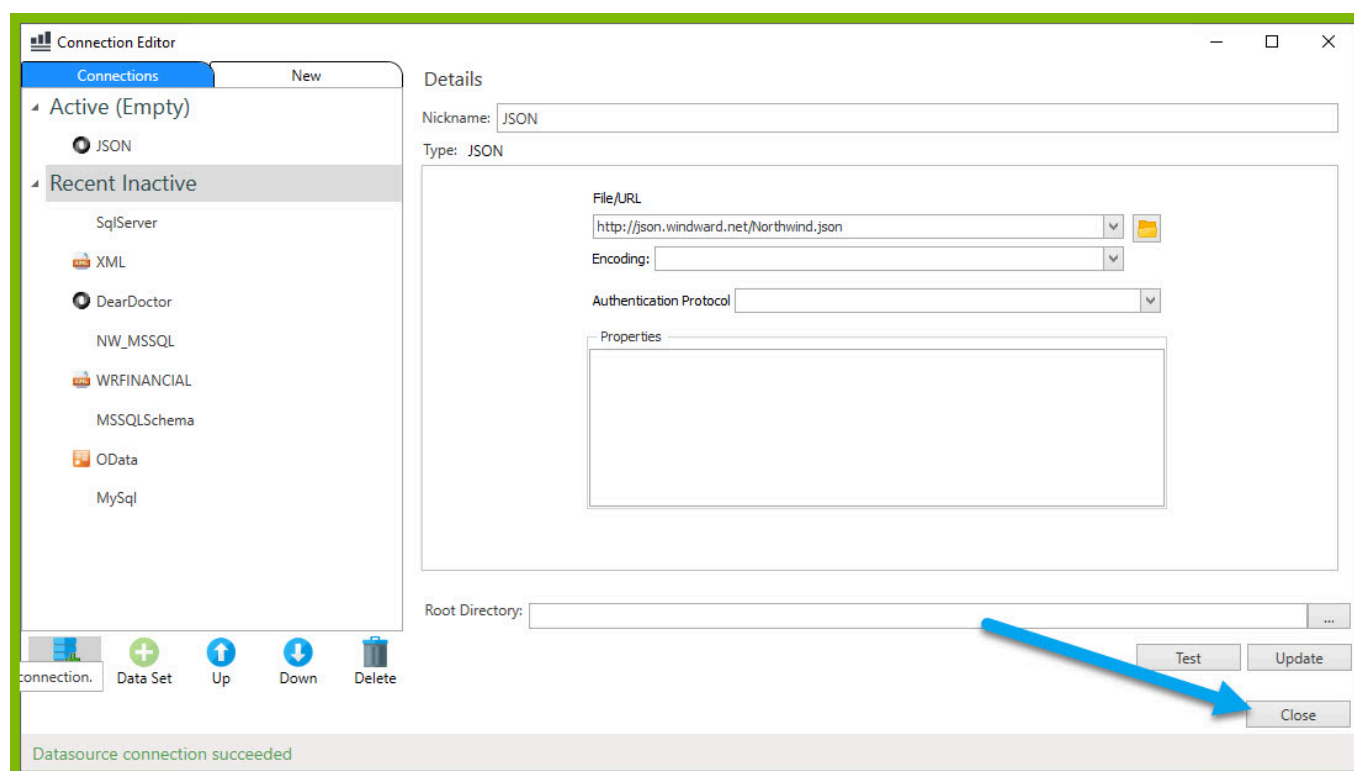 Connection Editor
Connections New
Active (Empty)
JSON
Recent Inactive
SqlServer
XML
DearDoctor
NW_MSSQL
WRFINANCIAL
MSSQLSchema
OData
MySql
connection.
Data Set Up Down Delete
Details
Nickname: JSON
Type: JSON
File/URL
http://json.windward.net/Northwind.json
Encoding:
Authentication Protocol
Properties
Root Directory: ...
Test Update
Close
Datasource connection succeeded